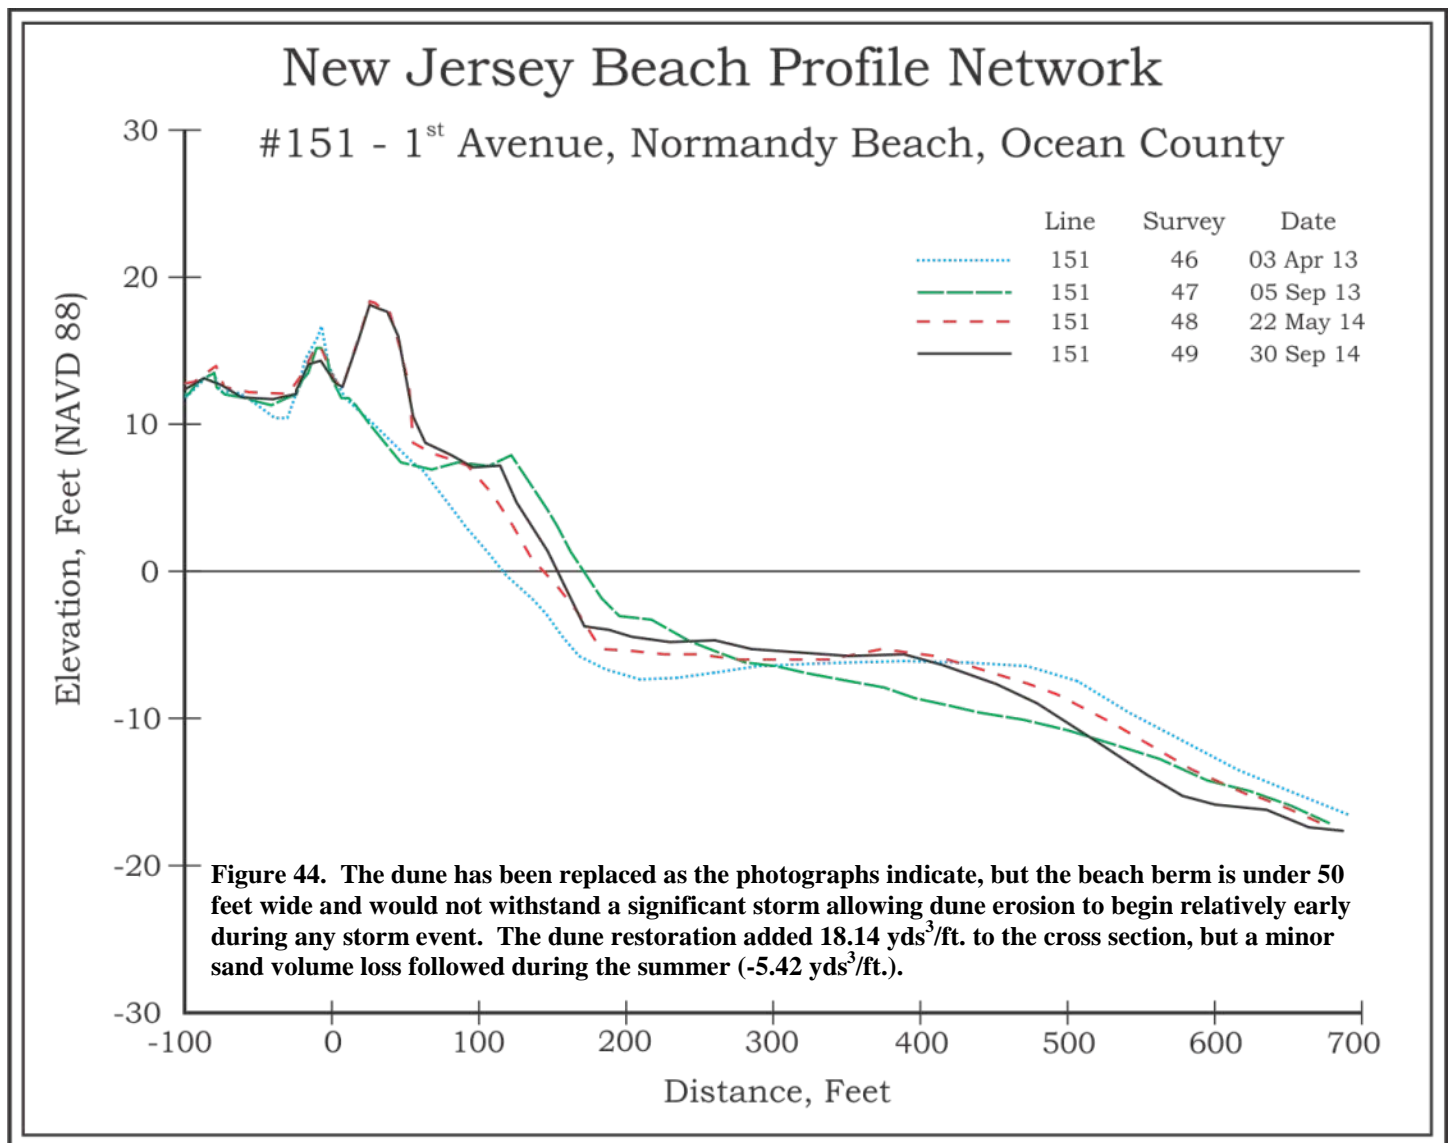 New Jersey Beach Profile Network
#151 - 1st Avenue, Normandy Beach, Ocean County
Line Survey Date
151 46 03 Apr 13
151 47 05 Sep 13
151 48 22 May 14
151 49 30 Sep 14
Elevation, Feet (NAVD 88)
30
20
10
0
-10
-20
-30
Figure 44. The dune has been replaced as the photographs indicate, but the beach berm is under 50
feet wide and would not withstand a significant storm allowing dune erosion to begin relatively early
during any storm event. The dune restoration added 18.14 yds3/ft. to the cross section, but a minor
sand volume loss followed during the summer (-5.42 yds3/ft.).
-100 0 100 200 300 400 500 600 700
Distance, Feet